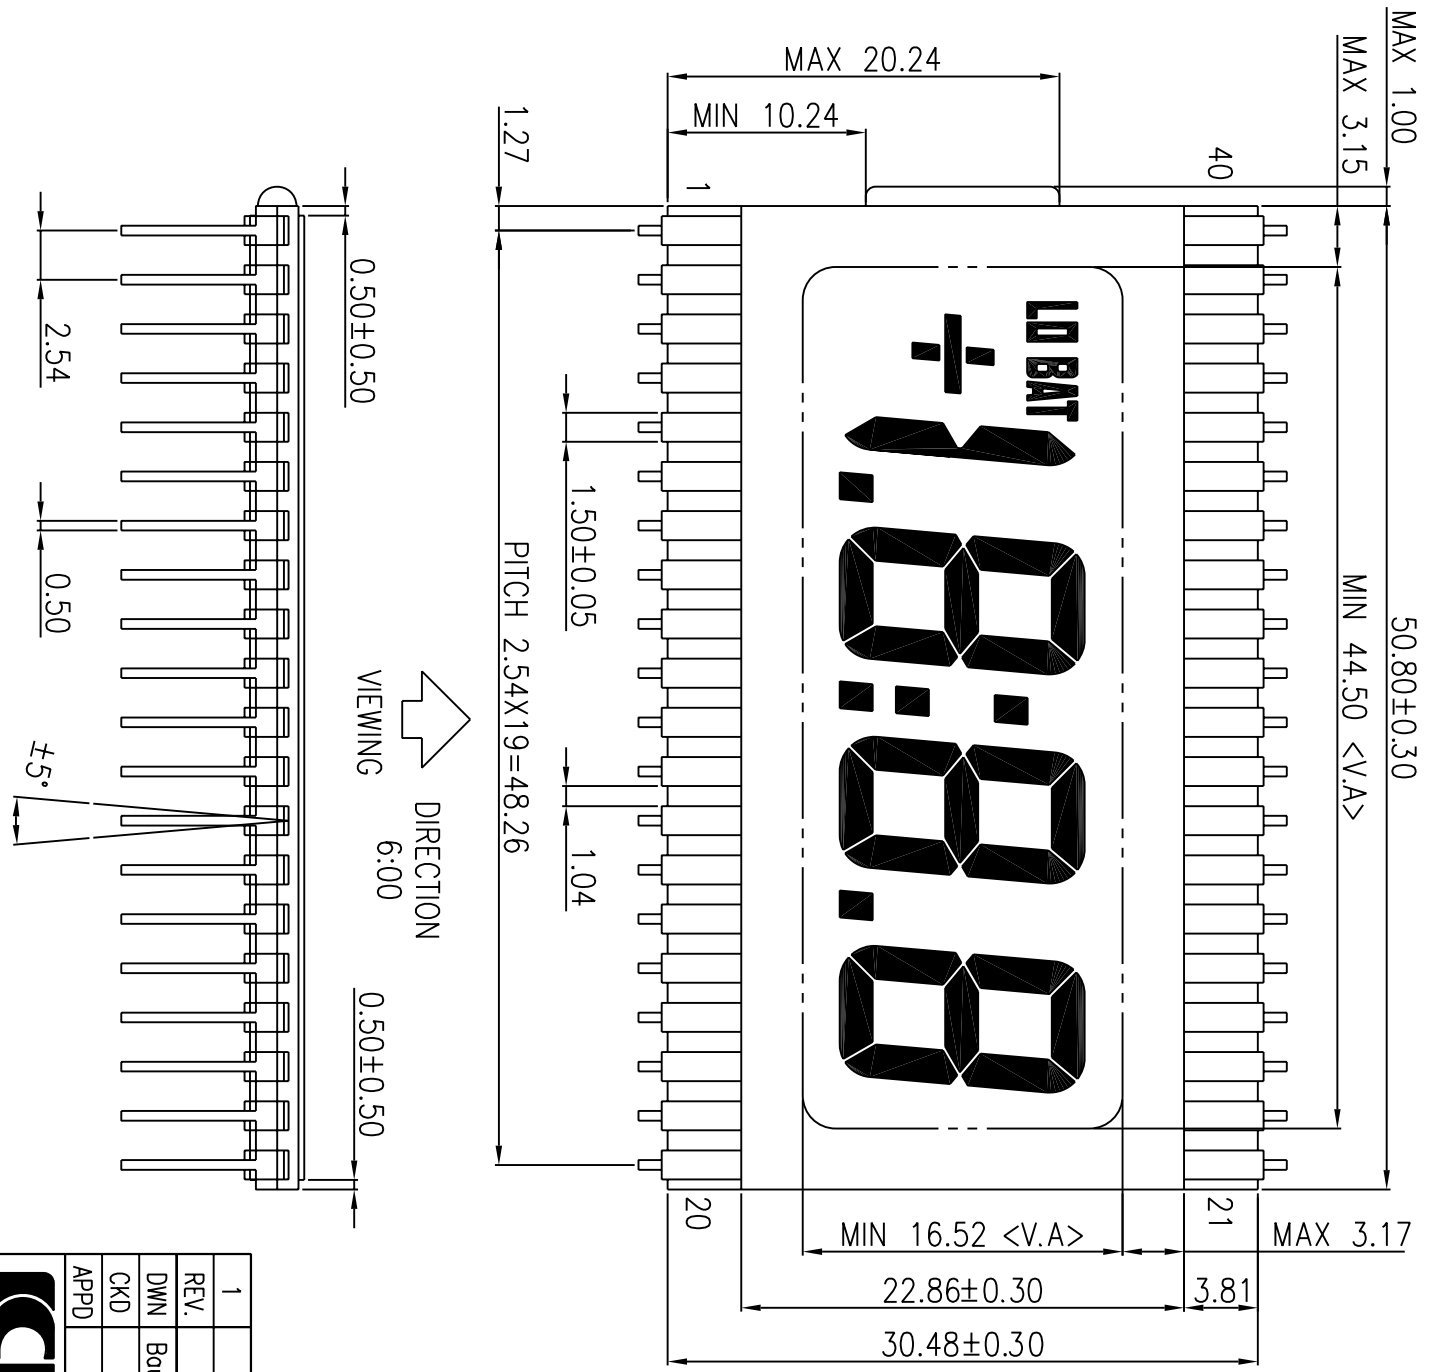 MAX 1.00
MAX 3.15
50.80±0.30
MIN 44.50 <V.A>
40
21
MAX 20.24
MIN 10.24
1
20
1.27
LO BAT
+1.88:8.8
MIN 16.52 <V.A>
MAX 3.17
22.86±0.30
3.81
30.48±0.30
1.50±0.05
1.04
PITCH 2.54X19=48.26
VIEWING DIRECTION
6:00
0.50±0.50
0.50±0.50
2.54
0.50
±5°
1
REV.
DWN
CKD
APPD